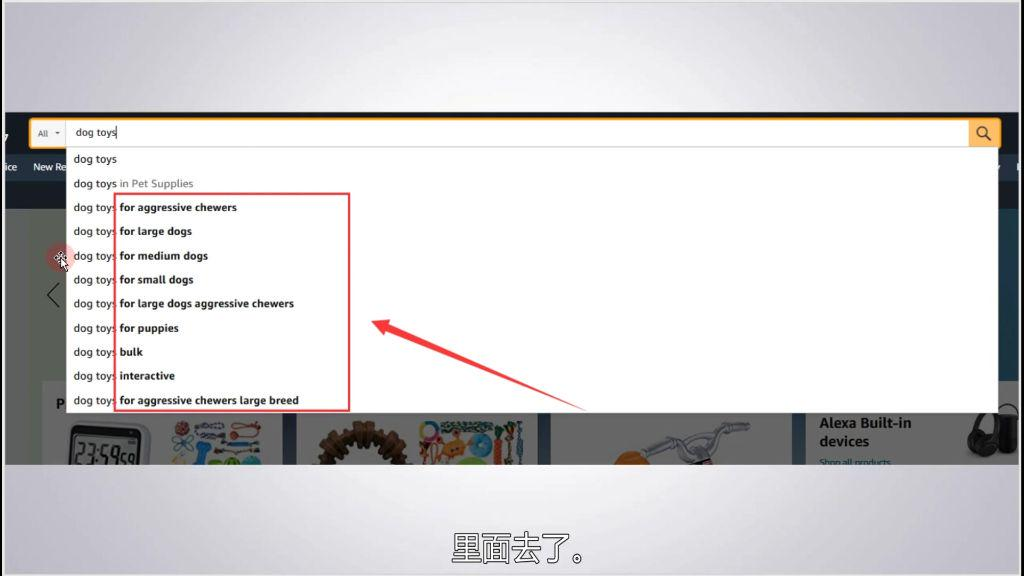 All
dog toys
ice
New Re
dog toys
dog toys in Pet Supplies
dog toys for aggressive chewers
dog toys for large dogs
dog toys for medium dogs
dog toys for small dogs
dog toys for large dogs aggressive chewers
dog toys for puppies
dog toys bulk
dog toys interactive
dog toys for aggressive chewers large breed
P
23:59
Alexa Built-in
devices
Shop all products
里面去了。